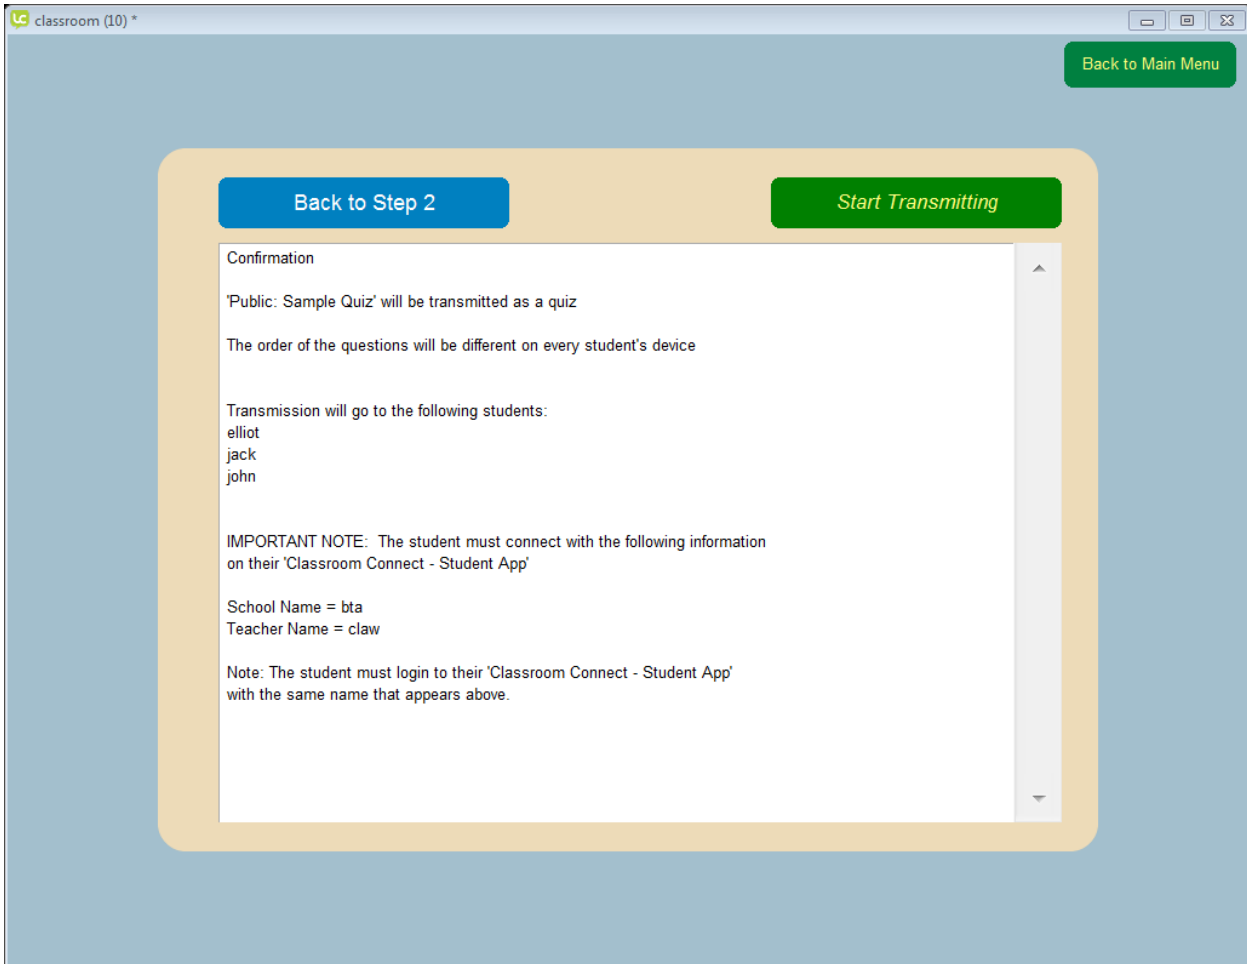 LC classroom (10) *
Back to Main Menu
Back to Step 2
Start Transmitting
Confirmation
'Public: Sample Quiz' will be transmitted as a quiz
The order of the questions will be different on every student's device
Transmission will go to the following students:
elliot
jack
john
IMPORTANT NOTE:  The student must connect with the following information
on their 'Classroom Connect - Student App'
School Name = bta
Teacher Name = claw
Note: The student must login to their 'Classroom Connect - Student App'
with the same name that appears above.